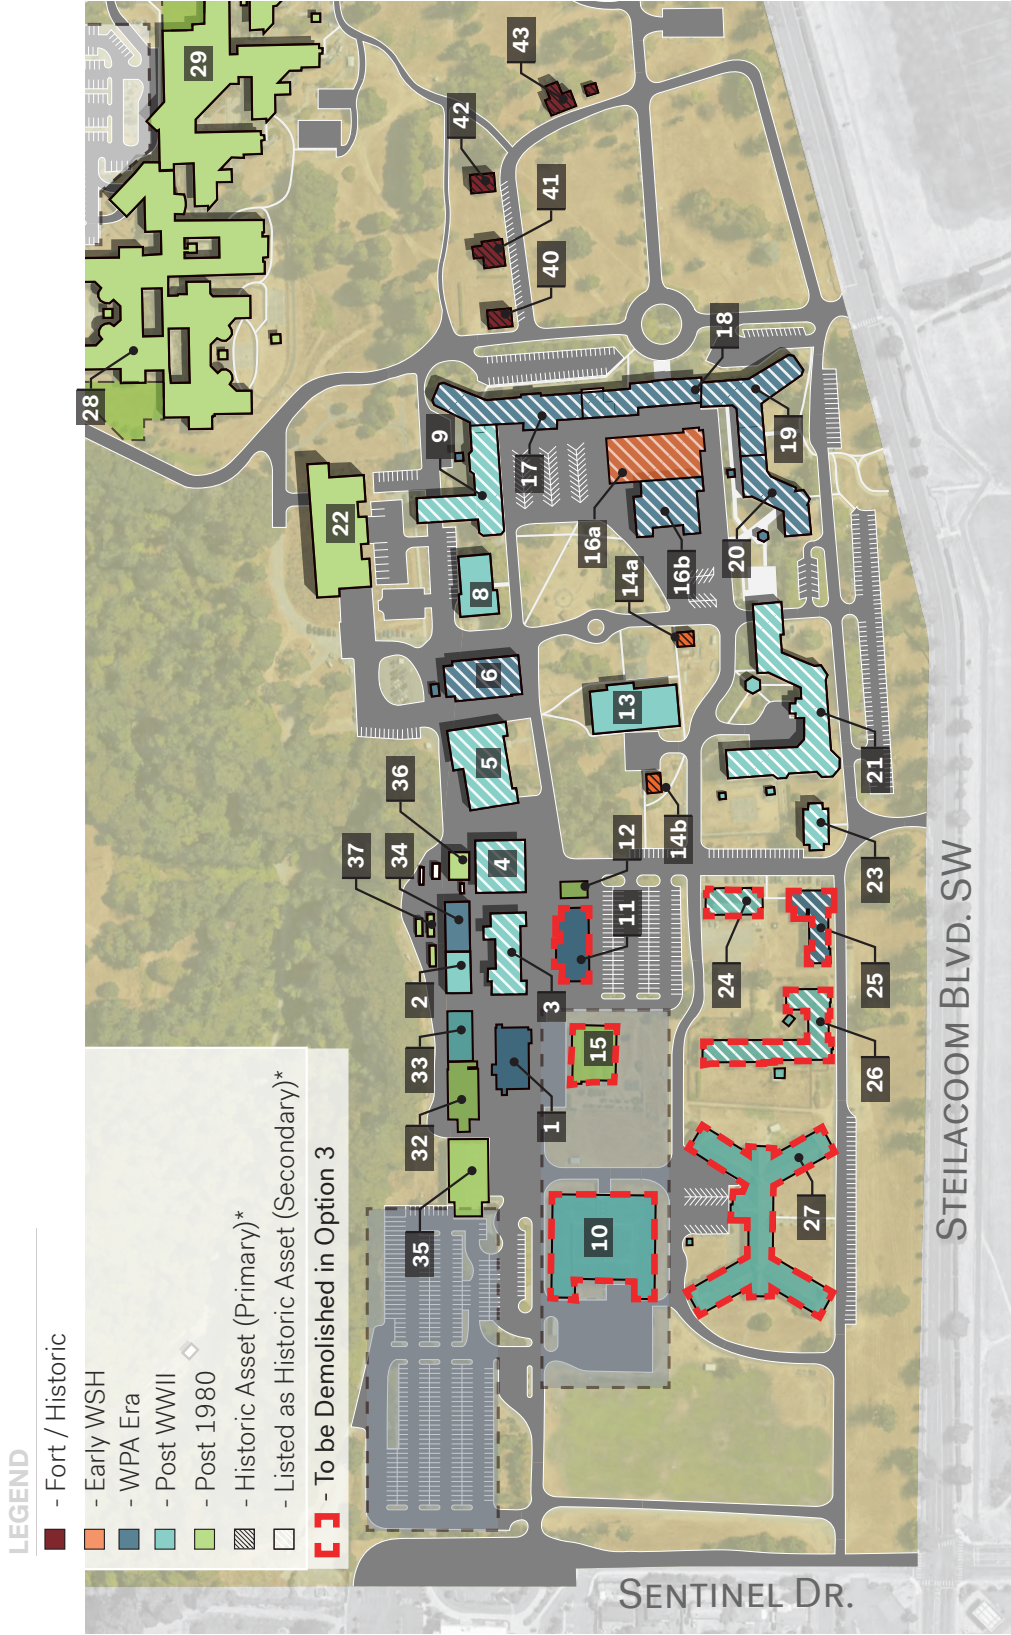 LEGEND
- Fort / Historic
- Early WSH
- WPA Era
- Post WWII
- Post 1980
- Historic Asset (Primary)*
- Listed as Historic Asset (Secondary)*
- To be Demolished in Option 3
28
29
22
9
8
6
5
36
37
34
4
2
3
33
32
35
1
42
43
41
40
18
17
19
16a
16b
20
14a
13
14b
12
11
15
10
21
23
24
25
26
27
STEILACOOM BLVD. SW
SENTINEL DR.